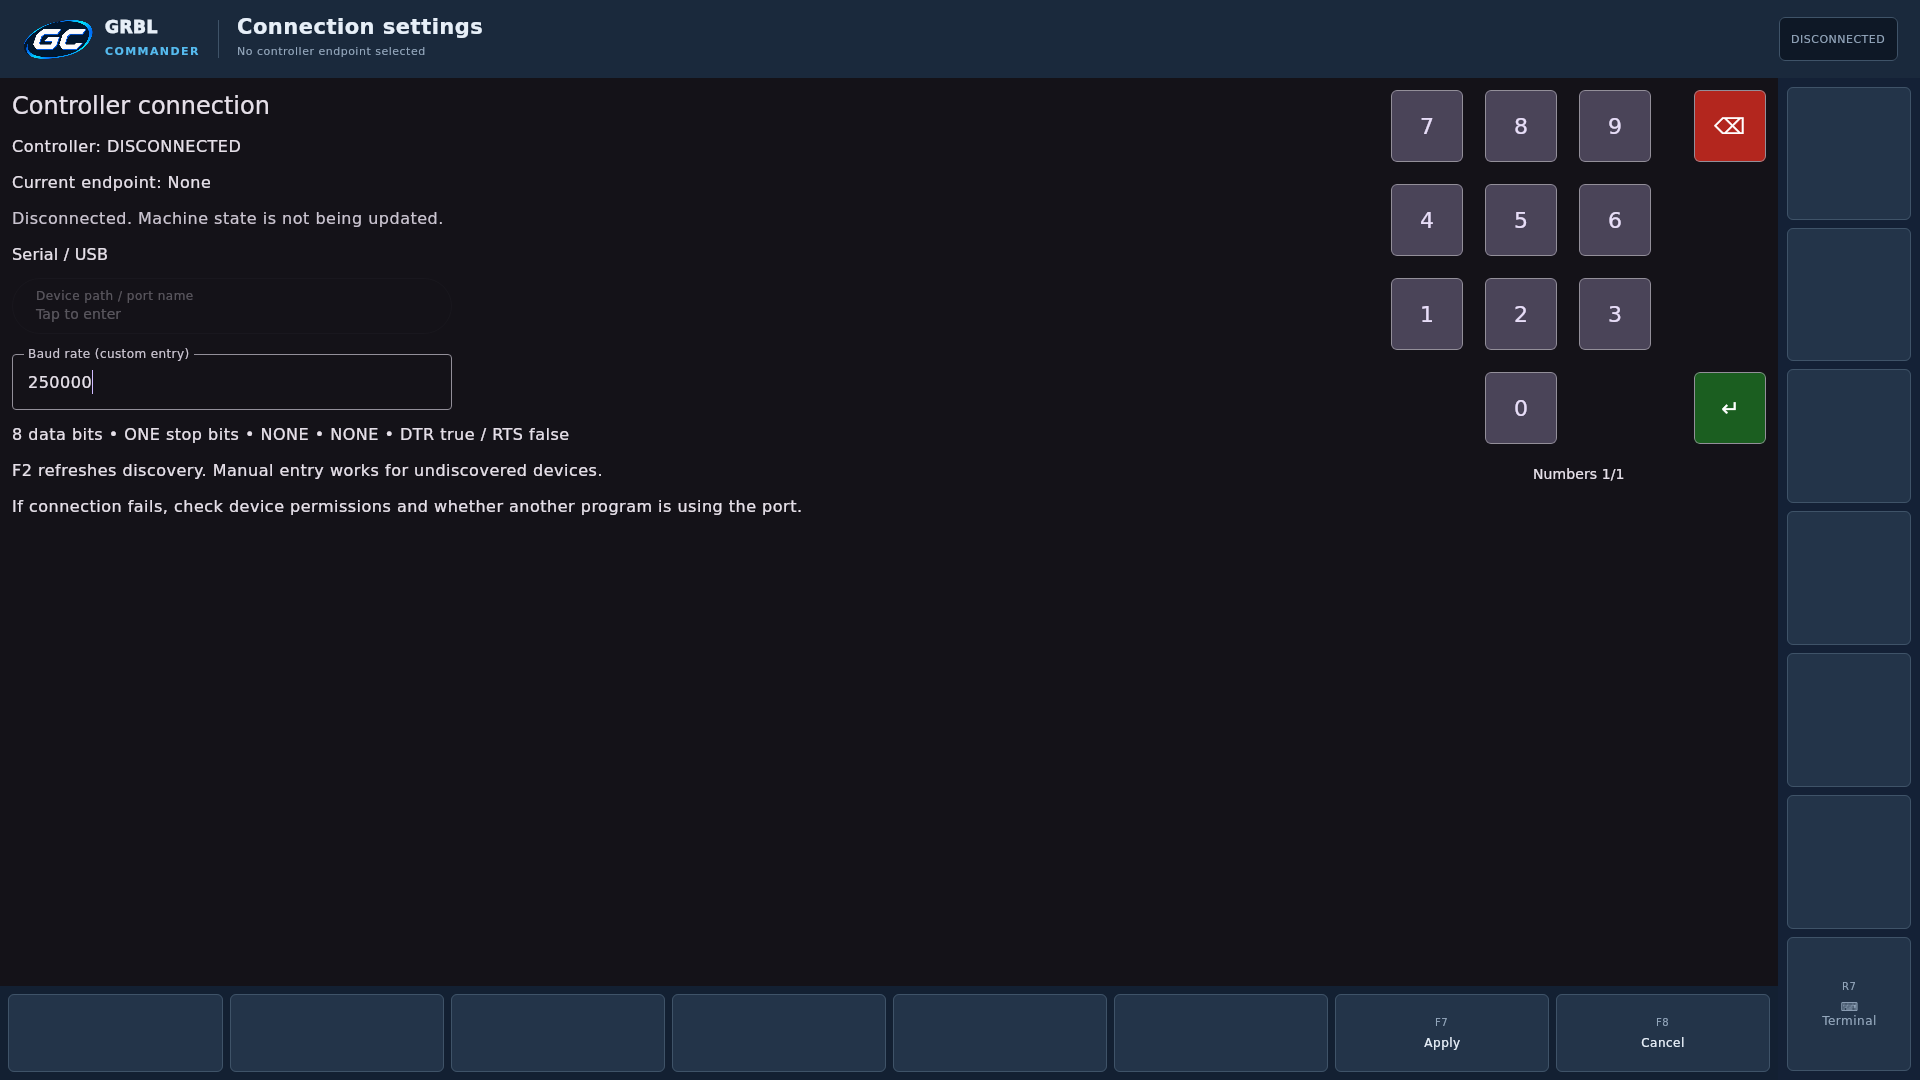 GC
GRBL
COMMANDER
Connection settings
No controller endpoint selected
DISCONNECTED
Controller connection
Controller: DISCONNECTED
Current endpoint: None
Disconnected. Machine state is not being updated.
Serial / USB
Device path / port name
Tap to enter
Baud rate (custom entry)
250000
8 data bits • ONE stop bits • NONE • NONE • DTR true / RTS false
F2 refreshes discovery. Manual entry works for undiscovered devices.
If connection fails, check device permissions and whether another program is using the port.
7 8 9 ⌫
4 5 6
1 2 3
0 ↵
Numbers 1/1
F7
Apply
F8
Cancel
R7
⌨
Terminal